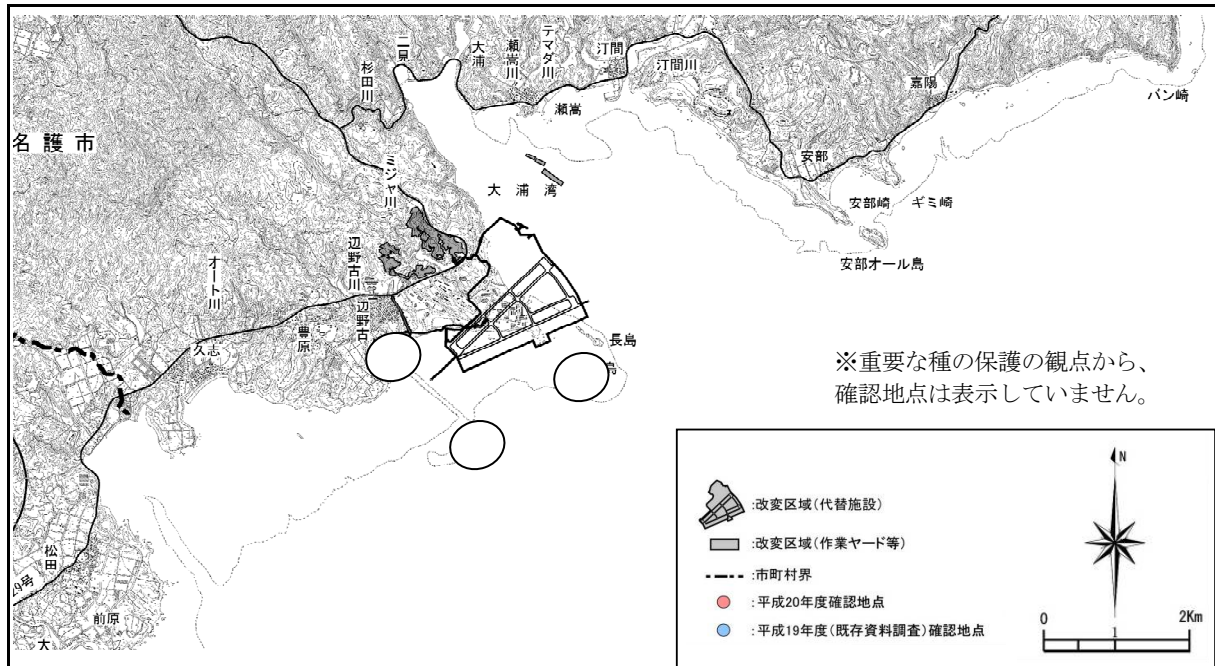 二見
大浦
瀬嵩川
テマダ川
汀間
汀間川
嘉陽
バン崎
杉田川
瀬嵩
名護市
安部
ミジャ川
大浦湾
安部崎
ギミ崎
安部オール島
辺野古川
オート川
辺野古
豊原
久志
長島
※重要な種の保護の観点から、
確認地点は表示していません。
N
:改変区域(代替施設)
:改変区域(作業ヤード等)
:市町村界
:平成20年度確認地点
:平成19年度(既存資料調査)確認地点
0
1
2Km
松田
29号
前原
大